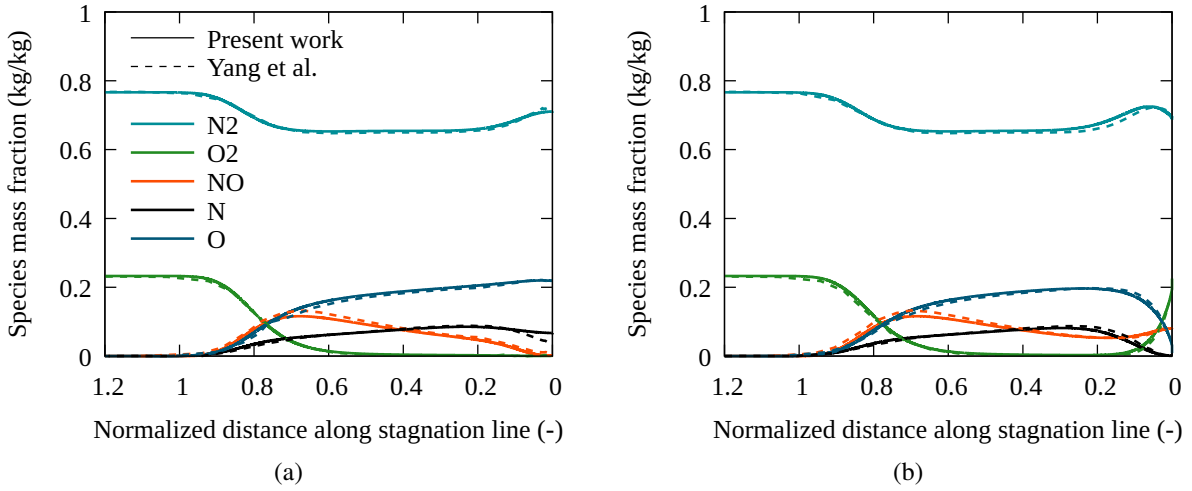 Species mass fraction (kg/kg)
1
0.8
0.6
0.4
0.2
0
Present work
Yang et al.
N2
O2
NO
N
O
1.2 1 0.8 0.6 0.4 0.2 0
Normalized distance along stagnation line (-)
(a)
Species mass fraction (kg/kg)
1
0.8
0.6
0.4
0.2
0
1.2 1 0.8 0.6 0.4 0.2 0
Normalized distance along stagnation line (-)
(b)